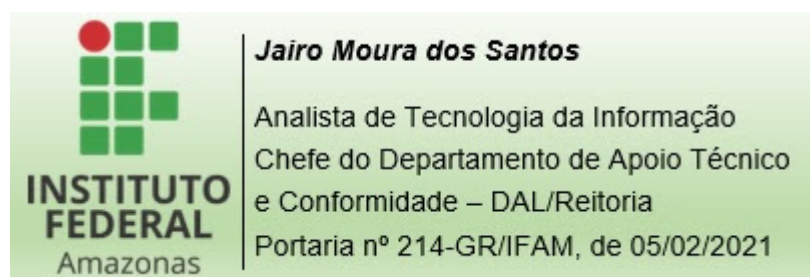 INSTITUTO
FEDERAL
Amazonas
Jairo Moura dos Santos
Analista de Tecnologia da Informação
Chefe do Departamento de Apoio Técnico
e Conformidade – DAL/Reitoria
Portaria nº 214-GR/IFAM, de 05/02/2021